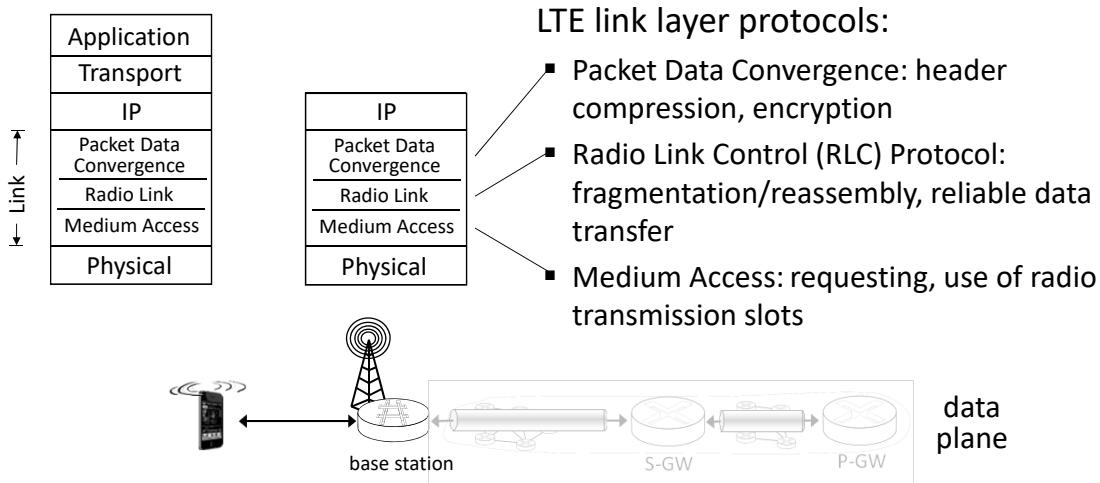 LTE link layer protocols:
Application
Transport
IP
Packet Data
Convergence
Radio Link
Medium Access
Physical
Link
IP
Packet Data
Convergence
Radio Link
Medium Access
Physical
▪ Packet Data Convergence: header
compression, encryption
▪ Radio Link Control (RLC) Protocol:
fragmentation/reassembly, reliable data
transfer
▪ Medium Access: requesting, use of radio
transmission slots
base station
S-GW
P-GW
data
plane